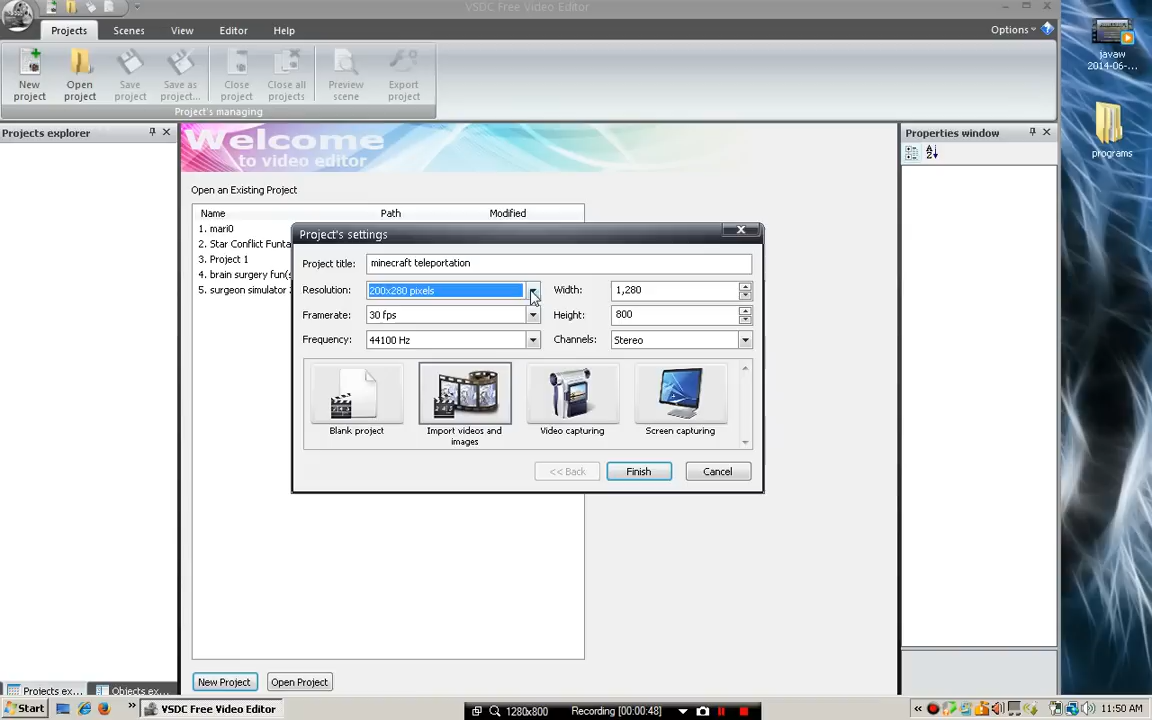 VSDC Free Video Editor
Projects Scenes View Editor Help Options
New project
Open project
Save project
Save as project...
Close project
Close all projects
Preview scene
Export project
Project's managing
Projects explorer
Properties window
Welcome
to video editor
Open an Existing Project
Name Path Modified
1. mari0
2. Star Conflict Funta
3. Project 1
4. brain surgery fun(s
5. surgeon simulator 2
Project's settings
Project title: minecraft teleportation
Resolution: 200x280 pixels Width: 1,280
Framerate: 30 fps Height: 800
Frequency: 44100 Hz Channels: Stereo
Blank project
Import videos and images
Video capturing
Screen capturing
<< Back Finish Cancel
New Project Open Project
Projects ex... Objects ex...
javaw
2014-06-...
programs
Start VSDC Free Video Editor 1280x800 Recording [00:00:48] 11:50 AM